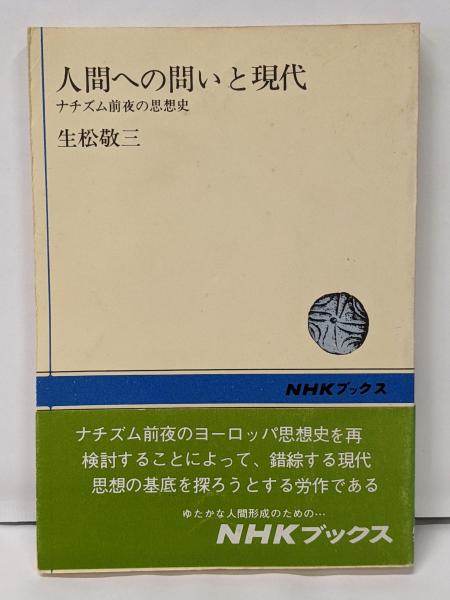 人間への問いと現代
ナチズム前夜の思想史
生松敬三
NHKブックス
ナチズム前夜のヨーロッパ思想史を再
検討することによって、錯綜する現代
思想の基底を探ろうとする労作である
ゆたかな人間形成のための…
NHKブックス